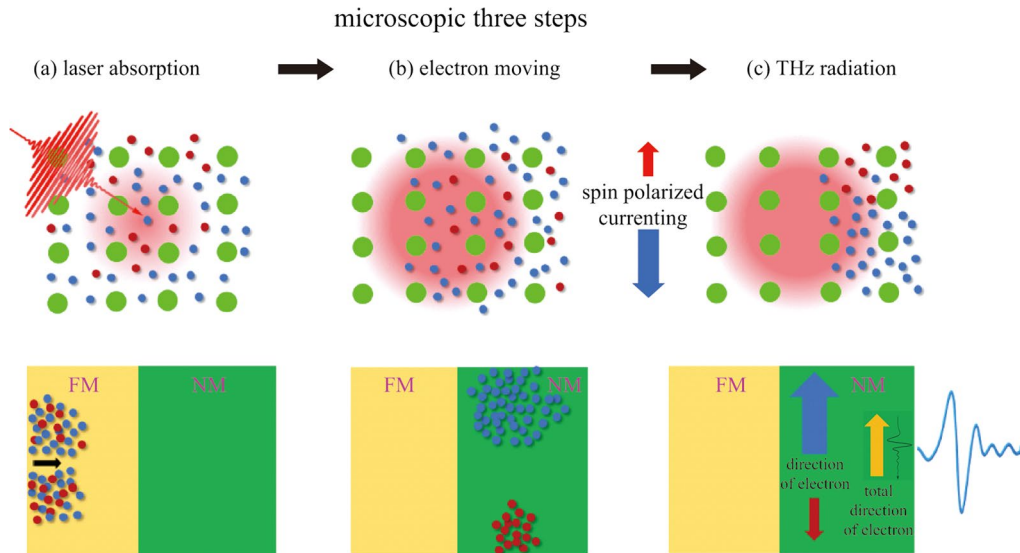 microscopic three steps
(a) laser absorption
(b) electron moving
(c) THz radiation
spin polarized
currenting
FM
NM
FM
NM
FM
NM
direction
of electron
total
direction
of electron